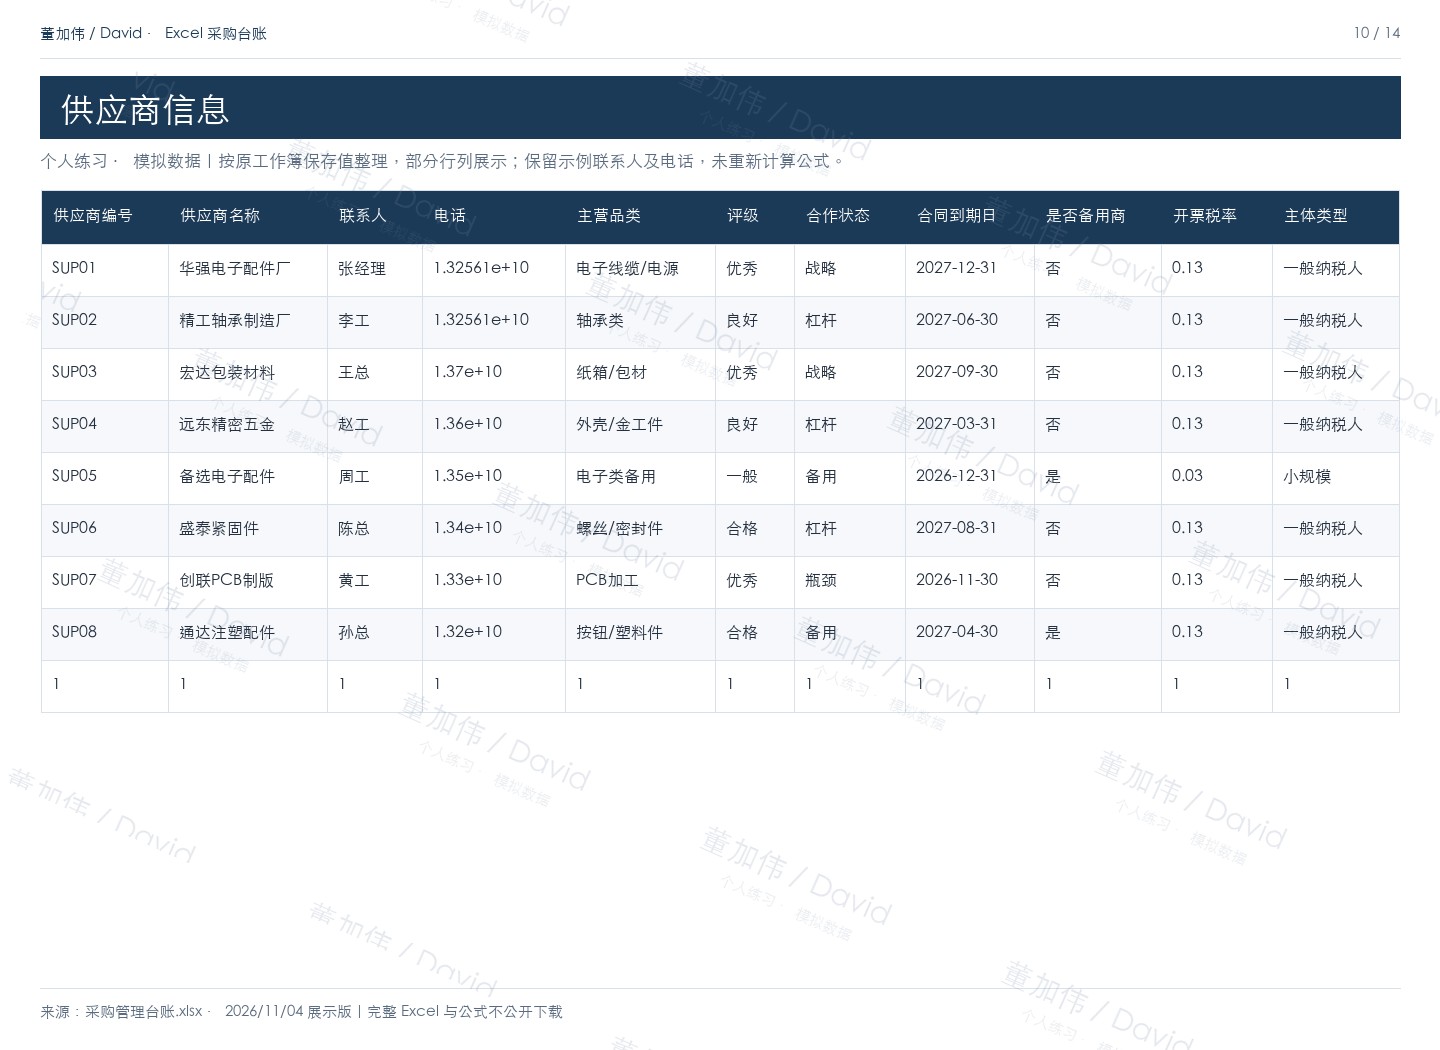 董加伟 / David · Excel 采购台账 10 / 14
供应商信息
个人练习 · 模拟数据｜按原工作簿保存值整理，部分行列展示；保留示例联系人及电话，未重新计算公式。
供应商编号 供应商名称 联系人 电话 主营品类 评级 合作状态 合同到期日 是否备用商 开票税率 主体类型
SUP01 华强电子配件厂 张经理 1.32561e+10 电子线缆/电源 优秀 战略 2027-12-31 否 0.13 一般纳税人
SUP02 精工轴承制造厂 李工 1.32561e+10 轴承类 良好 杠杆 2027-06-30 否 0.13 一般纳税人
SUP03 宏达包装材料 王总 1.37e+10 纸箱/包材 优秀 战略 2027-09-30 否 0.13 一般纳税人
SUP04 远东精密五金 赵工 1.36e+10 外壳/金工件 良好 杠杆 2027-03-31 否 0.13 一般纳税人
SUP05 备选电子配件 周工 1.35e+10 电子类备用 一般 备用 2026-12-31 是 0.03 小规模
SUP06 盛泰紧固件 陈总 1.34e+10 螺丝/密封件 合格 杠杆 2027-08-31 否 0.13 一般纳税人
SUP07 创联PCB制版 黄工 1.33e+10 PCB加工 优秀 瓶颈 2026-11-30 否 0.13 一般纳税人
SUP08 通达注塑配件 孙总 1.32e+10 按钮/塑料件 合格 备用 2027-04-30 是 0.13 一般纳税人
1 1 1 1 1 1 1 1 1 1 1
来源：采购管理台账.xlsx · 2026/11/04 展示版｜完整 Excel 与公式不公开下载
董加伟 / David
个人练习 · 模拟数据